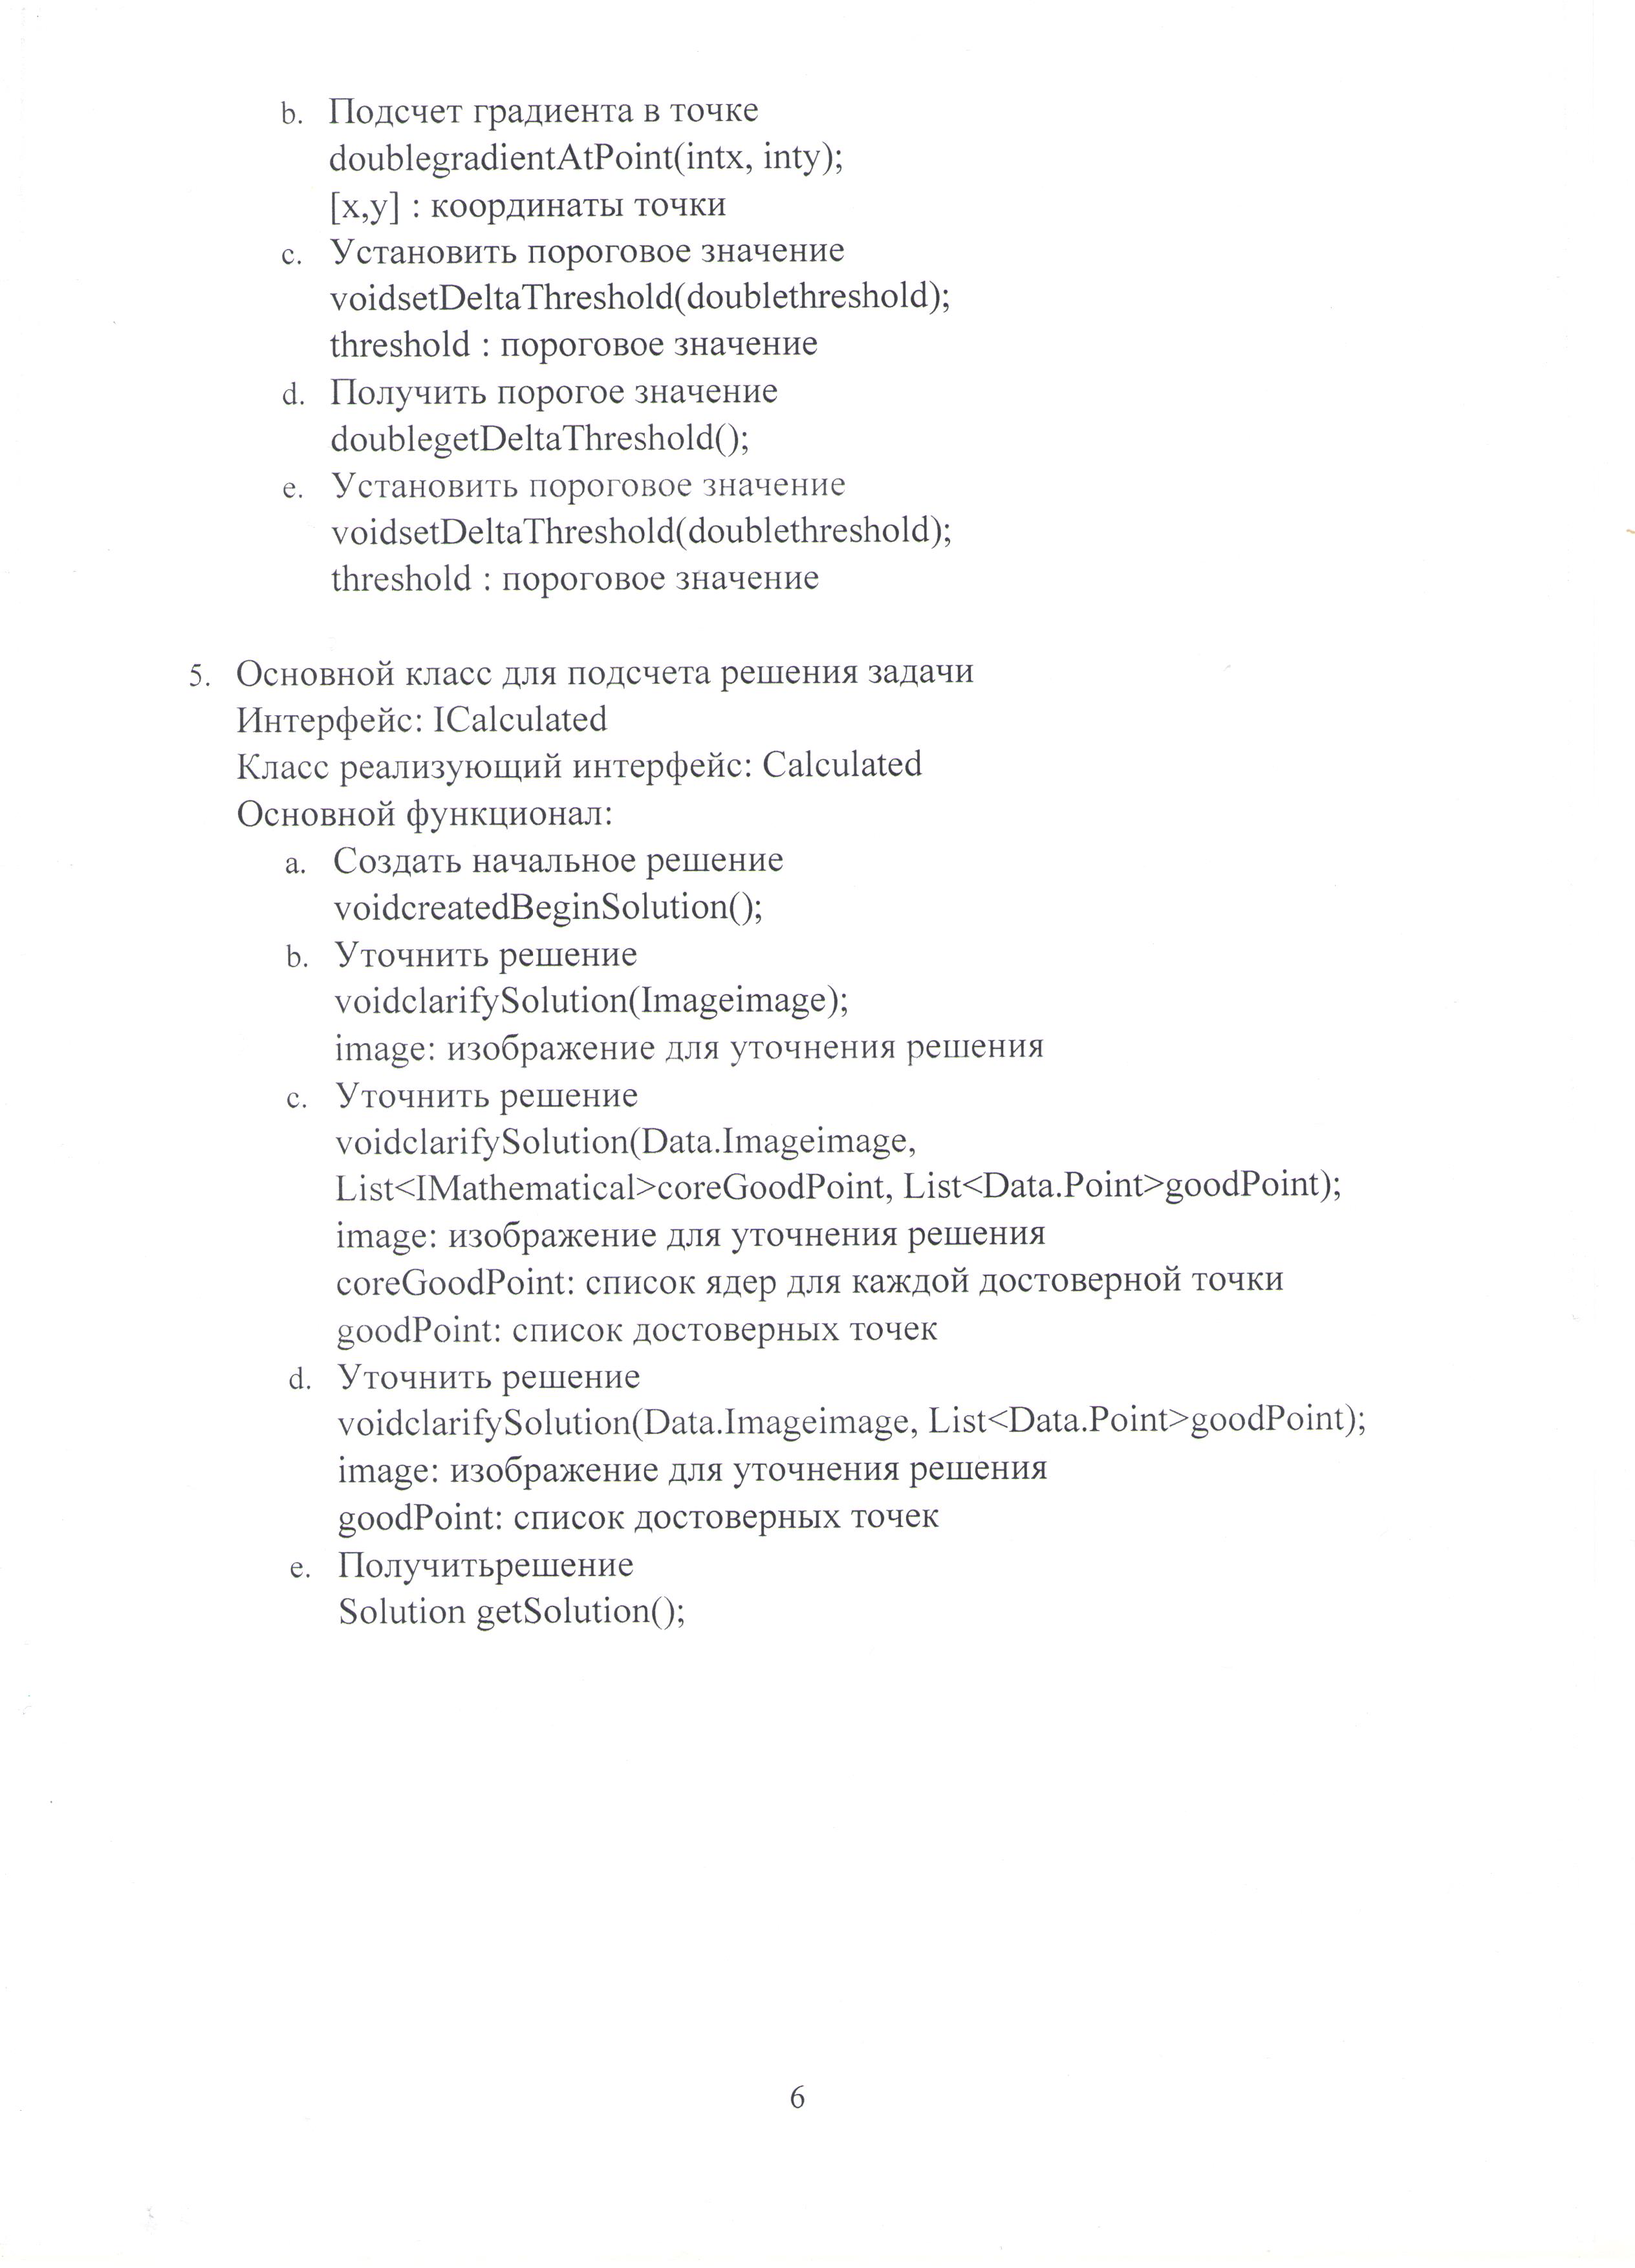 b. Подсчет градиента в точке
doublegradientAtPoint(intx, inty);
[x,y] : координаты точки
c. Установить пороговое значение
voidsetDeltaThreshold(doublethreshold);
threshold : пороговое значение
d. Получить порогое значение
doublegetDeltaThreshold();
e. Установить пороговое значение
voidsetDeltaThreshold(doublethreshold);
threshold : пороговое значение
5. Основной класс для подсчета решения задачи
Интерфейс: ICalculated
Класс реализующий интерфейс: Calculated
Основной функционал:
a. Создать начальное решение
voidcreatedBeginSolution();
b. Уточнить решение
voidclarifySolution(Imageimage);
image: изображение для уточнения решения
c. Уточнить решение
voidclarifySolution(Data.Imageimage,
List<IMathematical>coreGoodPoint, List<Data.Point>goodPoint);
image: изображение для уточнения решения
coreGoodPoint: список ядер для каждой достоверной точки
goodPoint: список достоверных точек
d. Уточнить решение
voidclarifySolution(Data.Imageimage, List<Data.Point>goodPoint);
image: изображение для уточнения решения
goodPoint: список достоверных точек
e. Получитьрешение
Solution getSolution();
6